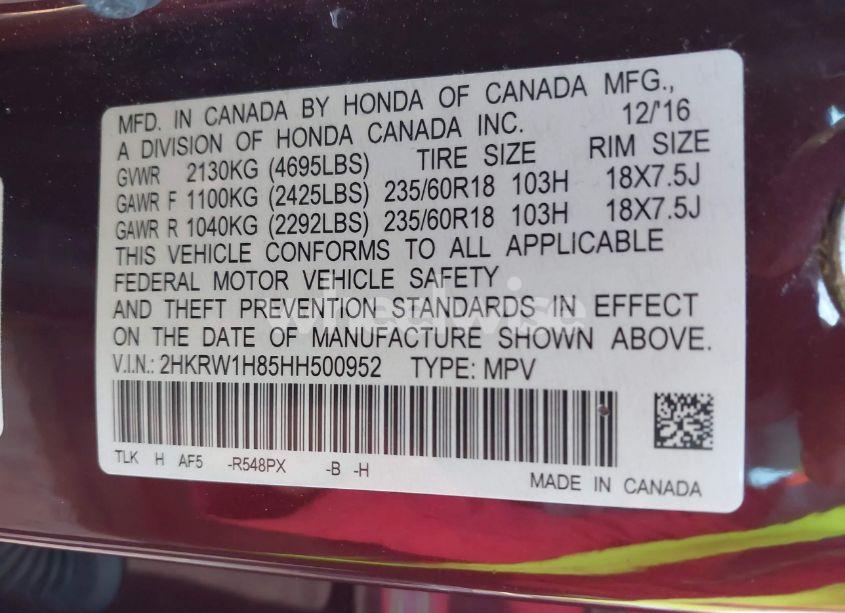 MFD. IN CANADA BY HONDA OF CANADA MFG.,
A DIVISION OF HONDA CANADA INC. 12/'16
GVWR 2130KG (4695LBS) TIRE SIZE RIM SIZE
GAWR F 1100KG (2425LBS) 235/60R18 103H 18X7.5J
GAWR R 1040KG (2292LBS) 235/60R18 103H 18X7.5J
THIS VEHICLE CONFORMS TO ALL APPLICABLE
FEDERAL MOTOR VEHICLE SAFETY
AND THEFT PREVENTION STANDARDS IN EFFECT
ON THE DATE OF MANUFACTURE SHOWN ABOVE.
V.I.N.: 2HKRW1H85HH500952 TYPE: MPV
TLK H AF5 -R548PX -B -H
MADE IN CANADA
wheelwise